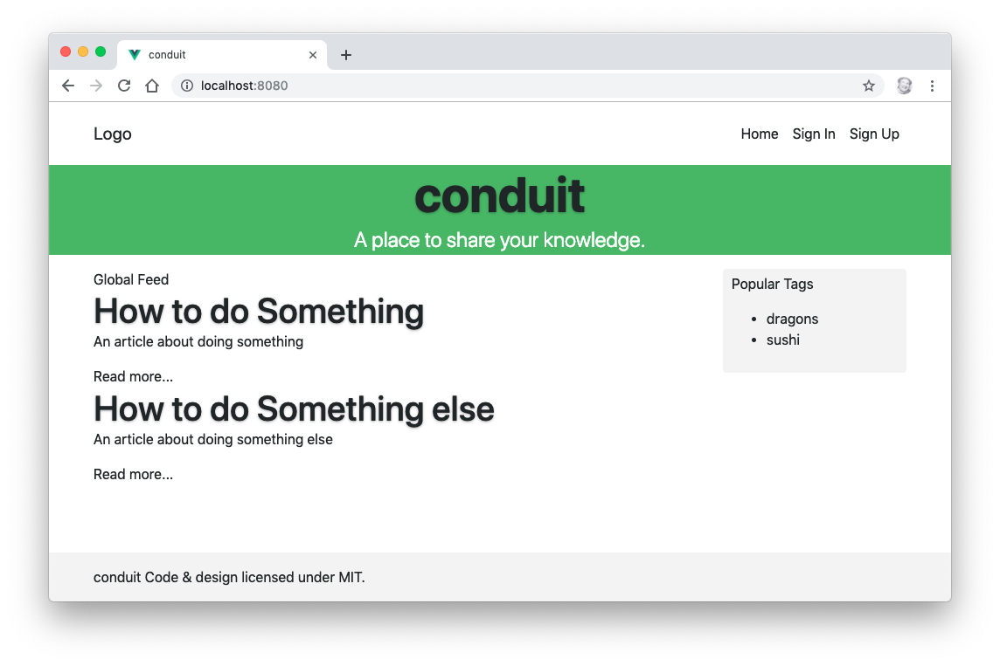 conduit
localhost:8080
Logo
Home Sign In Sign Up
conduit
A place to share your knowledge.
Global Feed
How to do Something
An article about doing something
Read more...
How to do Something else
An article about doing something else
Read more...
Popular Tags
dragons
sushi
conduit Code & design licensed under MIT.